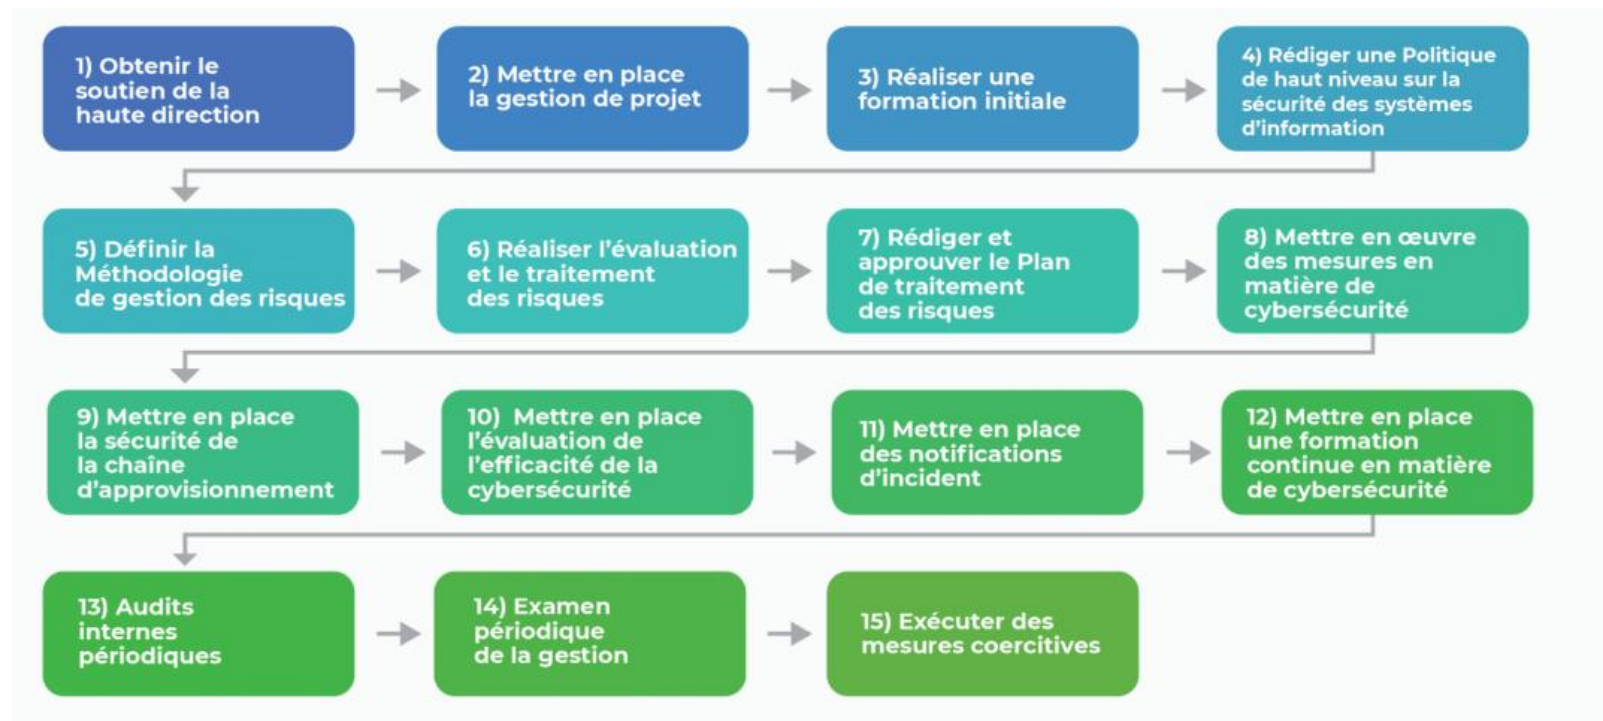 1) Obtenir le
soutien de la
haute direction
2) Mettre en place
la gestion de projet
3) Réaliser une
formation initiale
4) Rédiger une Politique
de haut niveau sur la
sécurité des systèmes
d'information
5) Définir la
Méthodologie
de gestion des risques
6) Réaliser l'évaluation
et le traitement
des risques
7) Rédiger et
approuver le Plan
de traitement
des risques
8) Mettre en œuvre
des mesures en
matière de
cybersécurité
9) Mettre en place
la sécurité de
la chaîne
d'approvisionnement
10) Mettre en place
l'évaluation de
l'efficacité de la
cybersécurité
11) Mettre en place
des notifications
d'incident
12) Mettre en place
une formation
continue en matière
de cybersécurité
13) Audits
internes
périodiques
14) Examen
périodique
de la gestion
15) Exécuter des
mesures coercitives